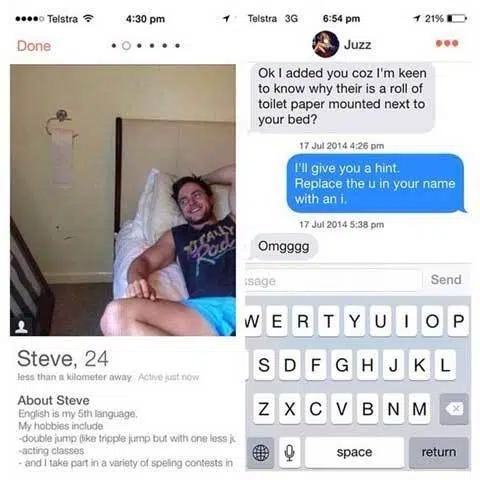 Telstra 4:30 pm
Done
Steve, 24
less than a kilometer away Active just now
About Steve
English is my 5th language.
My hobbies include
-double jump (like tripple jump but with one less
-acting classes
- and I take part in a variety of speling contests in
Telstra 3G 6:54 pm 21%
Juzz
Ok I added you coz I'm keen
to know why their is a roll of
toilet paper mounted next to
your bed?
17 Jul 2014 4:26 pm
I'll give you a hint.
Replace the u in your name
with an i.
17 Jul 2014 5:38 pm
Omgggg
ssage Send
W E R T Y U I O P
S D F G H J K L
Z X C V B N M
space return